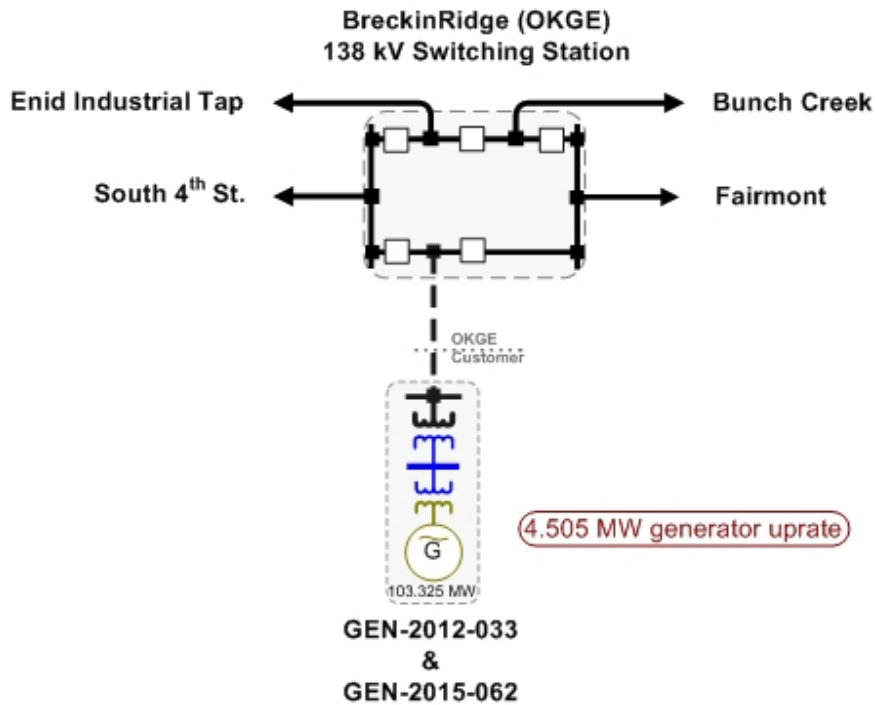 BreckinRidge (OKGE)
138 kV Switching Station
Enid Industrial Tap
Bunch Creek
South 4th St.
Fairmont
OKGE
Customer
4.505 MW generator uprate
G
103.325 MW
GEN-2012-033
&
GEN-2015-062